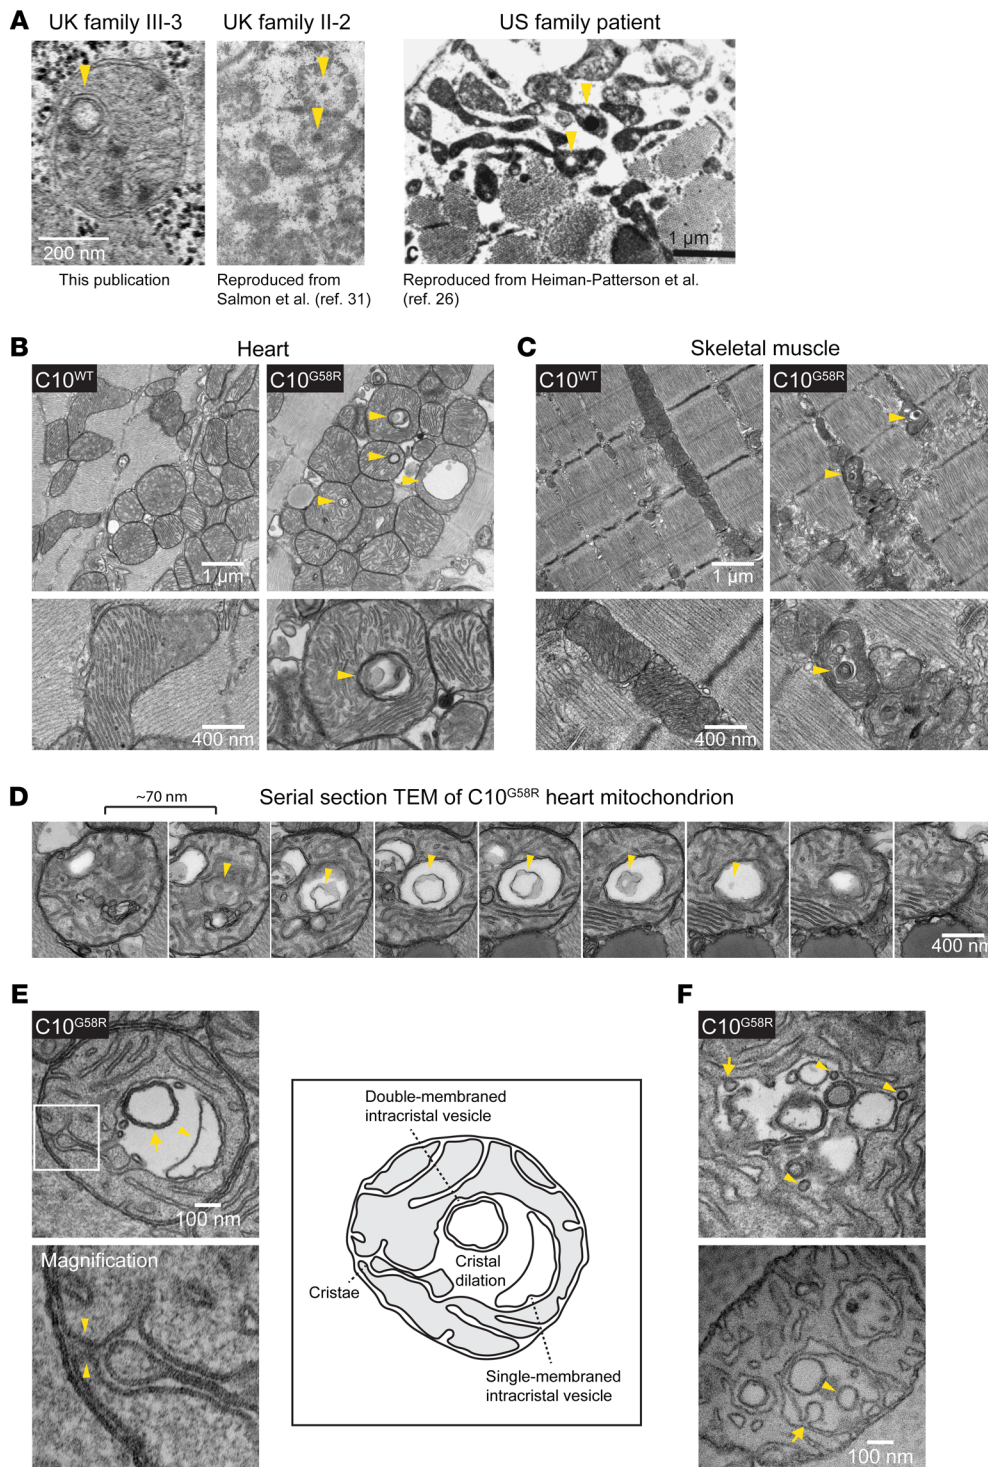 A
UK family III-3
UK family II-2
US family patient
200 nm
1 μm
C
This publication
Reproduced from
Salmon et al. (ref. 31)
Reproduced from Heiman-Patterson et al.
(ref. 26)
B
Heart
C10WT
C10G58R
1 μm
400 nm
C
Skeletal muscle
C10WT
C10G58R
1 μm
400 nm
D
~70 nm
Serial section TEM of C10G58R heart mitochondrion
400 nm
E
C10G58R
100 nm
Magnification
Double-membraned
intracristal vesicle
Cristal
dilation
Cristae
Single-membraned
intracristal vesicle
F
C10G58R
100 nm